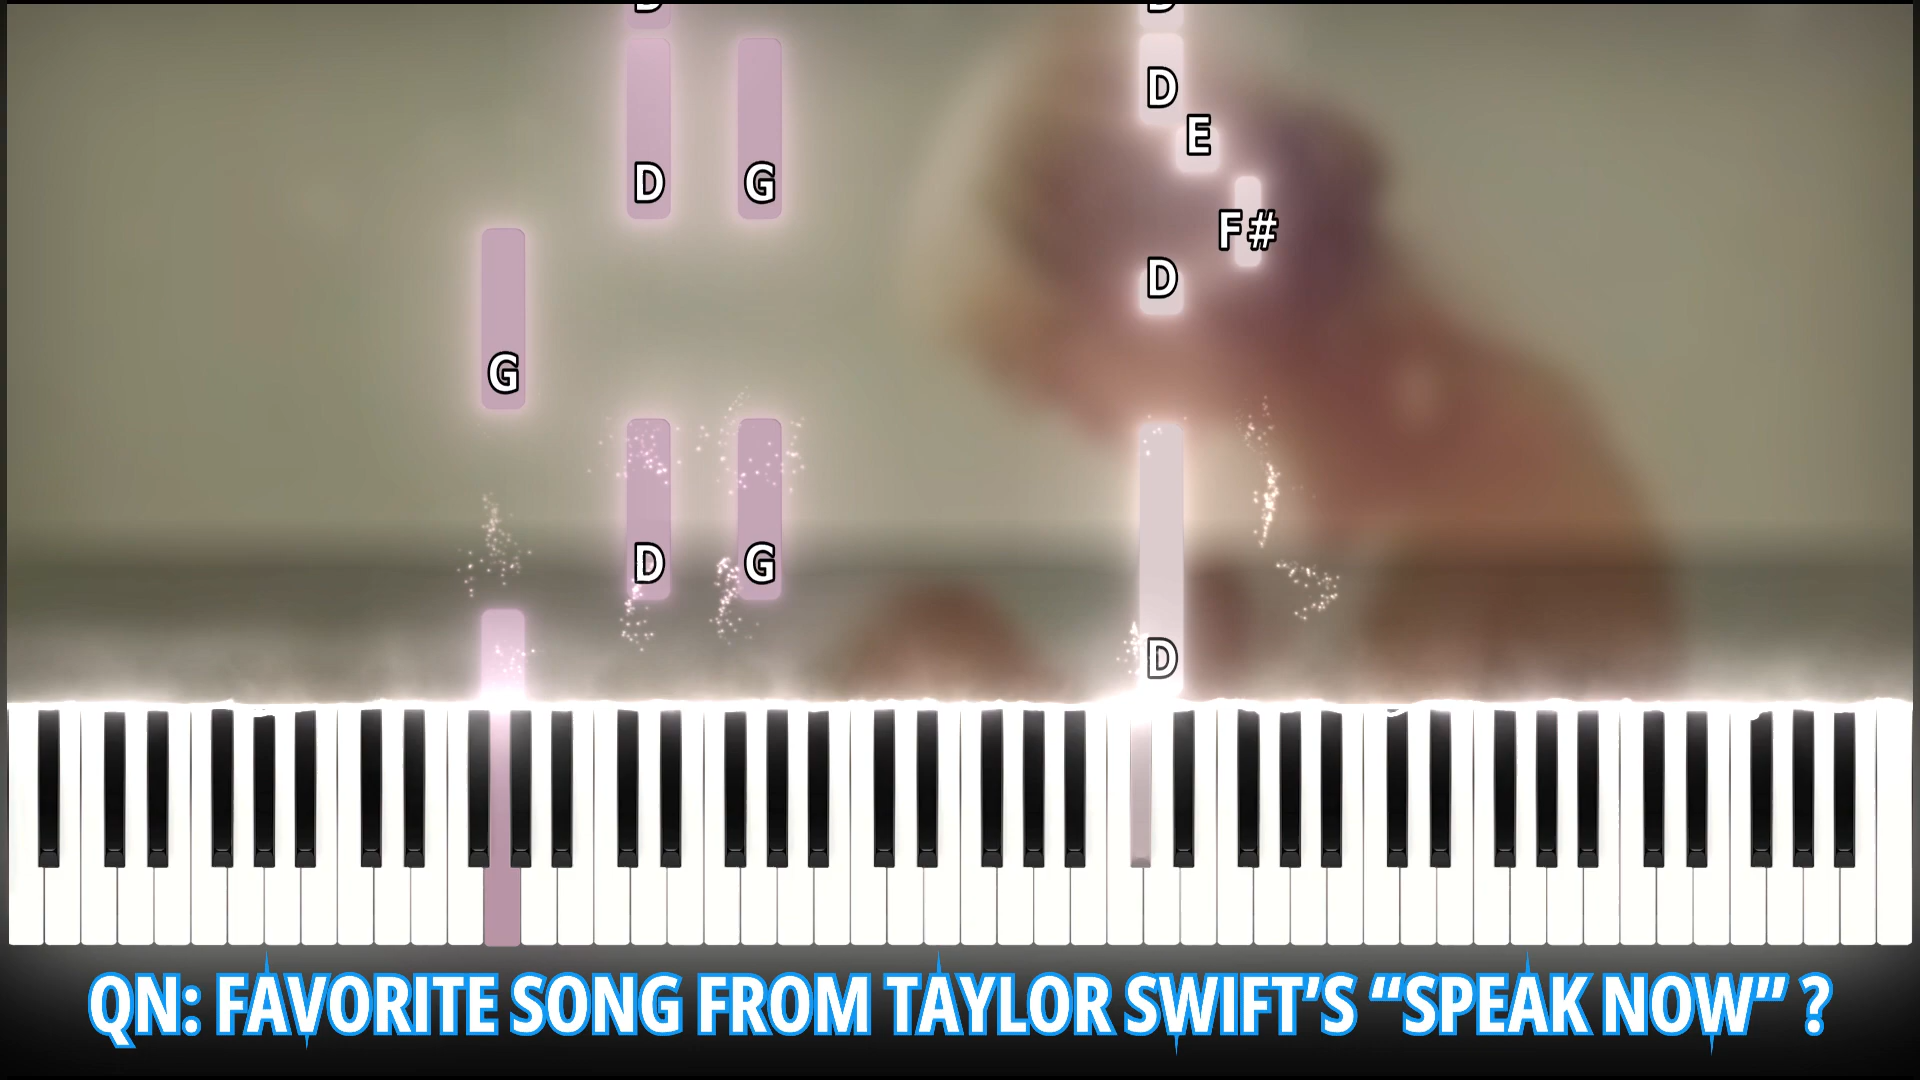 D D
D
E
D G
F#
D
G
D G
D
QN: FAVORITE SONG FROM TAYLOR SWIFT’S “SPEAK NOW” ?